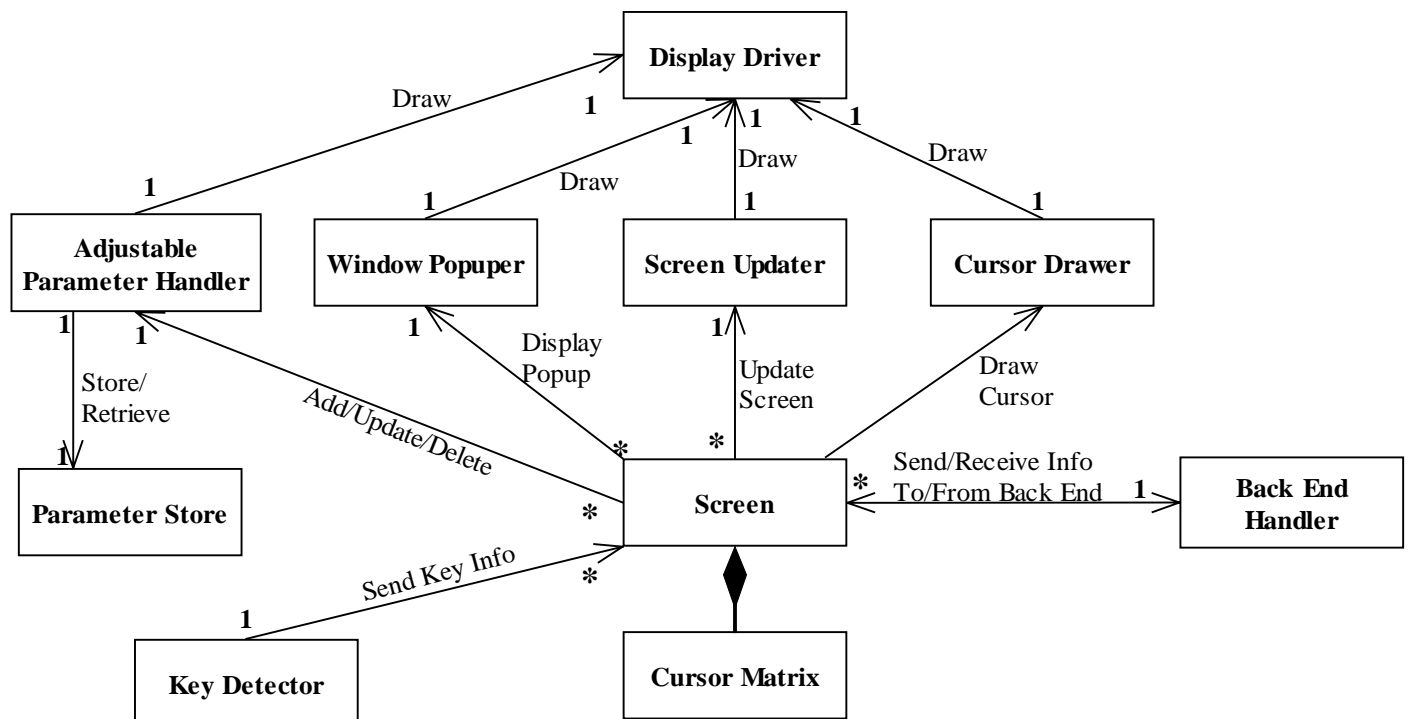 Display Driver
Draw
1
1
1
1
Draw
Draw
Draw
1
1
1
1
Adjustable
Parameter Handler
Window Popuper
Screen Updater
Cursor Drawer
1
1
1
1
Store/
Retrieve
Add/Update/Delete
Display
Popup
Update
Screen
Draw
Cursor
1
*
*
*
Parameter Store
Screen
Send/Receive Info
To/From Back End
*
1
Back End
Handler
Send Key Info
*
1
Key Detector
Cursor Matrix